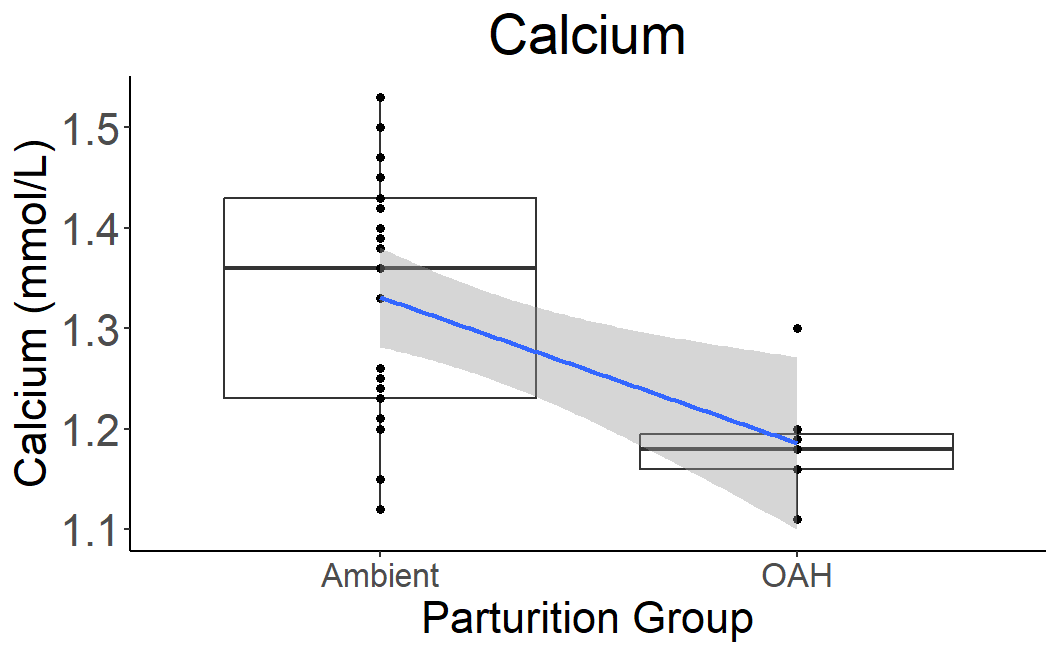 Calcium
Calcium (mmol/L)
1.5
1.4
1.3
1.2
1.1
Ambient OAH
Parturition Group